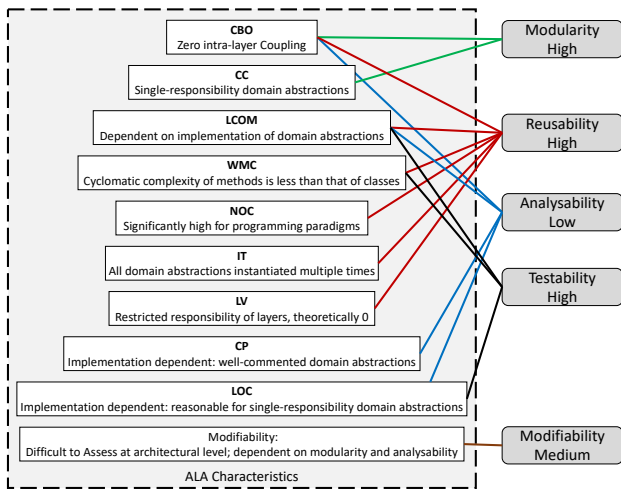 CBO
Zero intra-layer Coupling
CC
Single-responsibility domain abstractions
LCOM
Dependent on implementation of domain abstractions
WMC
Cyclomatic complexity of methods is less than that of classes
NOC
Significantly high for programming paradigms
IT
All domain abstractions instantiated multiple times
LV
Restricted responsibility of layers, theoretically 0
CP
Implementation dependent: well-commented domain abstractions
LOC
Implementation dependent: reasonable for single-responsibility domain abstractions
Modifiability:
Difficult to Assess at architectural level; dependent on modularity and analysability
ALA Characteristics
Modularity
High
Reusability
High
Analysability
Low
Testability
High
Modifiability
Medium